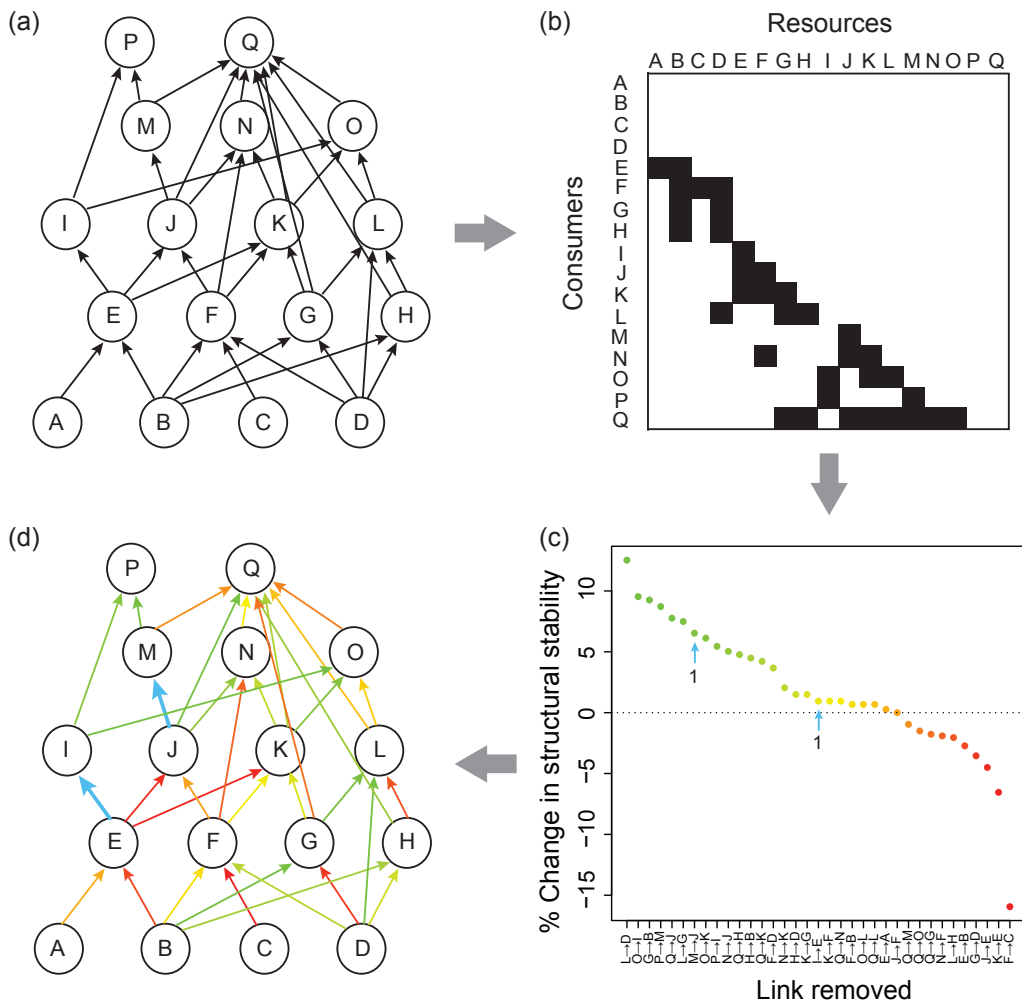 (a)
P Q
M N O
I J K L
E F G H
A B C D
(b)
Resources
A B C D E F G H I J K L M N O P Q
Consumers
A
B
C
D
E
F
G
H
I
J
K
L
M
N
O
P
Q
(d)
P Q
M N O
I J K L
E F G H
A B C D
(c)
% Change in structural stability
10
5
0
−5
−10
−15
1
1
L→D
O→I
G→B
P→M
Q→J
L→G
M→J
O→K
P→I
N→J
Q→H
H→B
Q→K
F→D
N→K
H→D
K→G
I→E
K→F
Q→N
F→B
O→L
Q→L
E→A
J→F
Q→M
Q→O
Q→G
N→F
L→H
E→B
G→D
J→E
K→E
F→C
Link removed